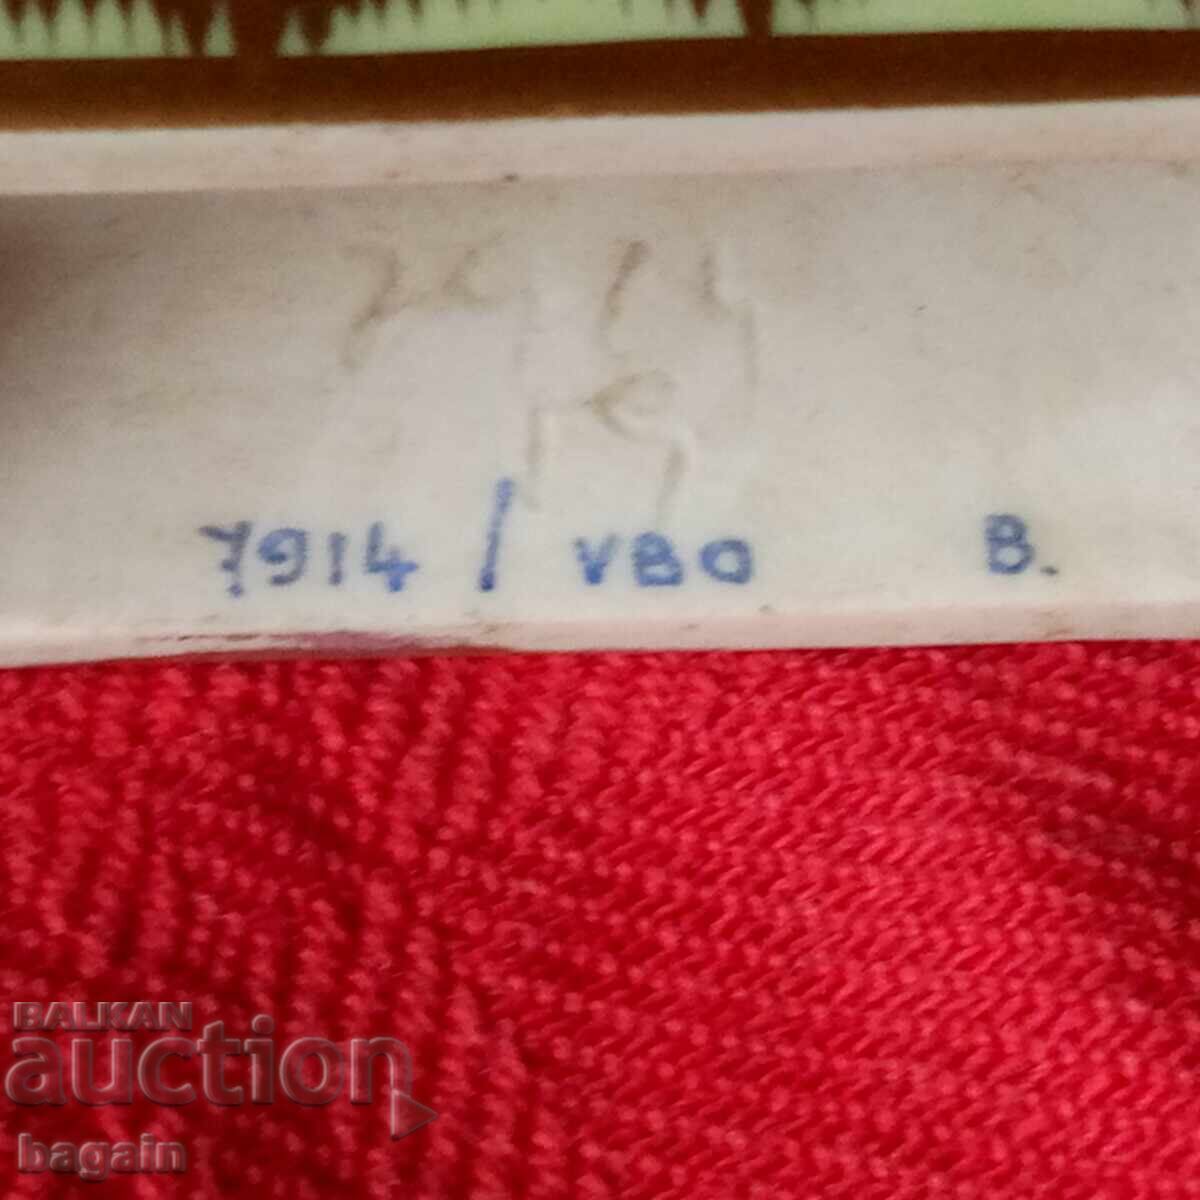 7914 / VBO B.
BALKAN
auction
bagain